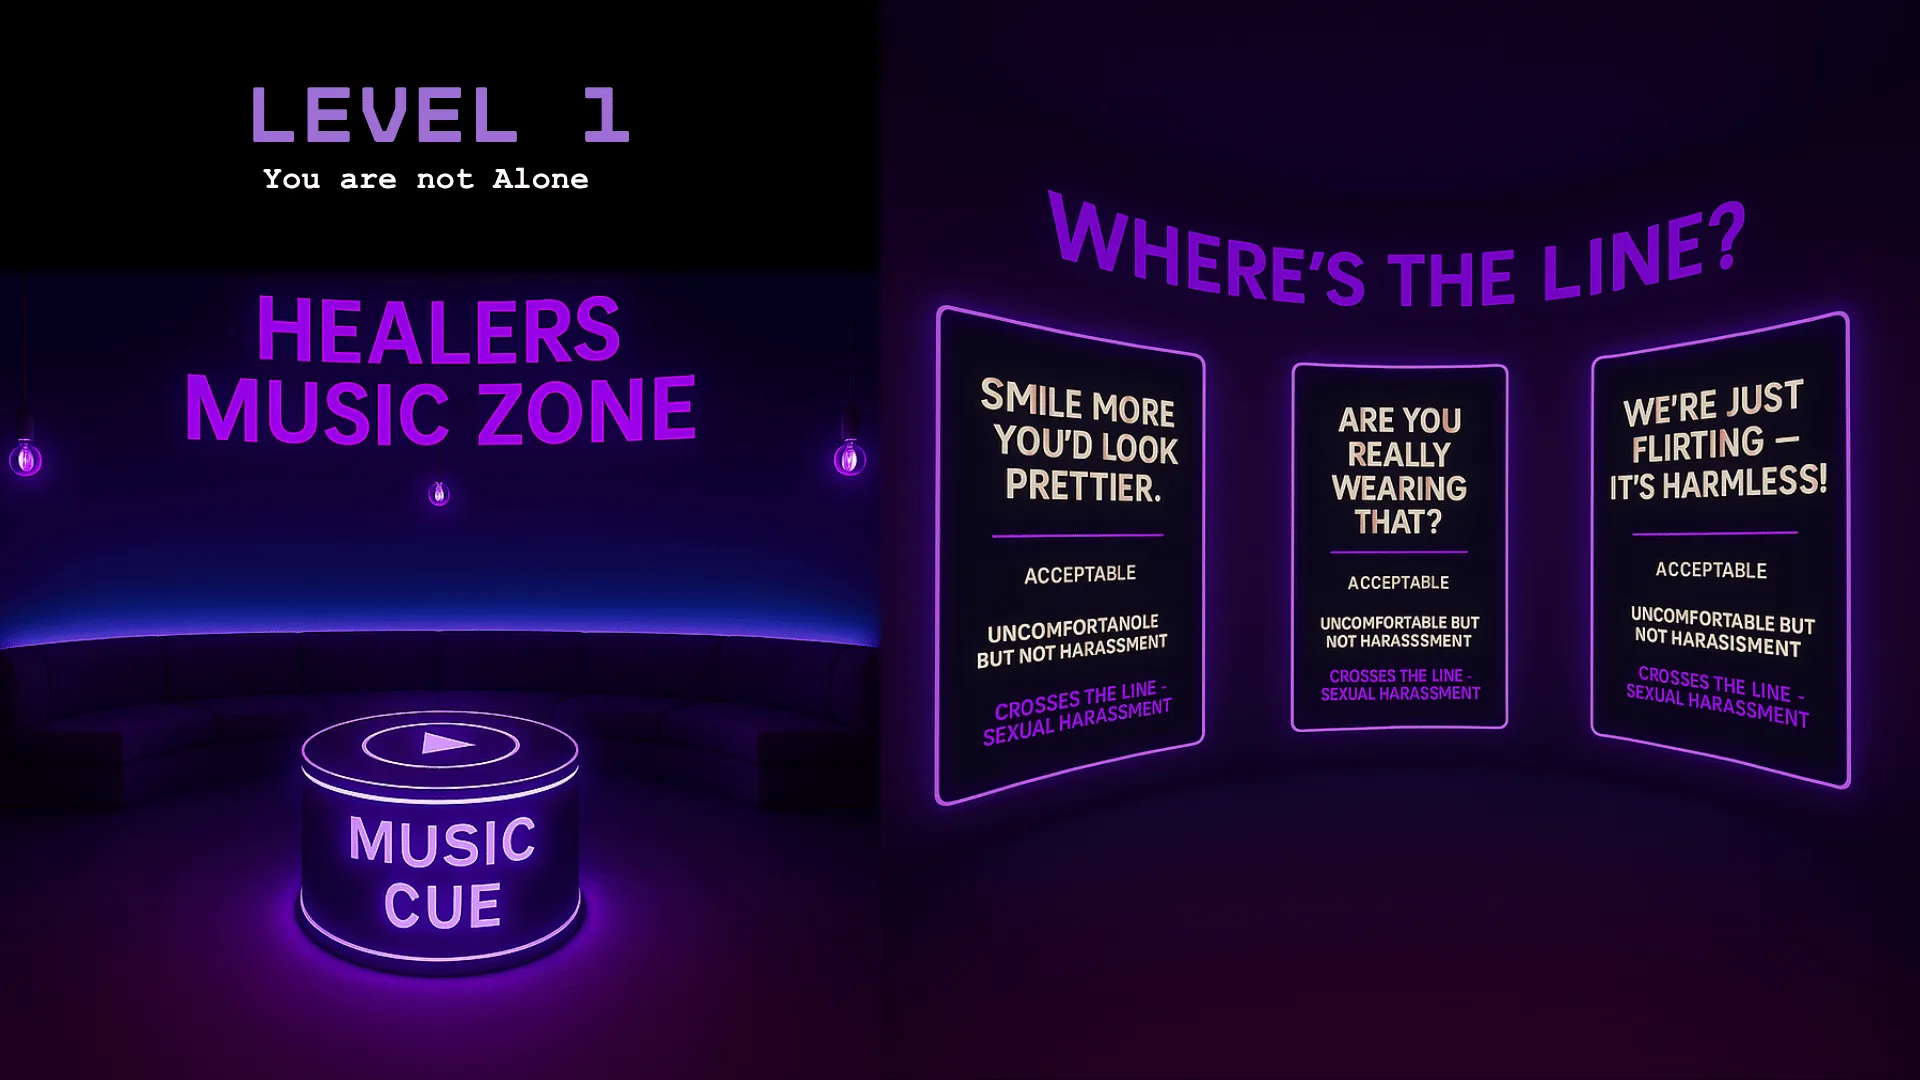 LEVEL 1
You are not Alone
HEALERS
MUSIC ZONE
MUSIC
CUE
WHERE'S THE LINE?
SMILE MORE
YOU'D LOOK
PRETTIER.
ACCEPTABLE
UNCOMFORTANOLE
BUT NOT HARASSMENT
CROSSES THE LINE -
SEXUAL HARASSMENT
ARE YOU
REALLY
WEARING
THAT?
ACCEPTABLE
UNCOMFORTABLE BUT
NOT HARASSSMENT
CROSSES THE LINE -
SEXUAL HARASSMENT
WE'RE JUST
FLIRTING –
IT'S HARMLESS!
ACCEPTABLE
UNCOMFORTABLE BUT
NOT HARASISMENT
CROSSES THE LINE -
SEXUAL HARASSMENT